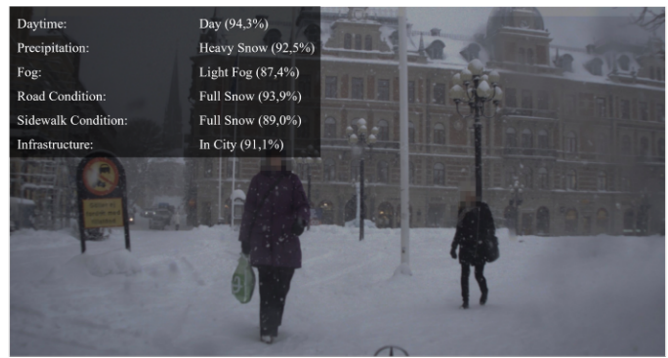 Daytime: Day (94,3%)
Precipitation: Heavy Snow (92,5%)
Fog: Light Fog (87,4%)
Road Condition: Full Snow (93,9%)
Sidewalk Condition: Full Snow (89,0%)
Infrastructure: In City (91,1%)